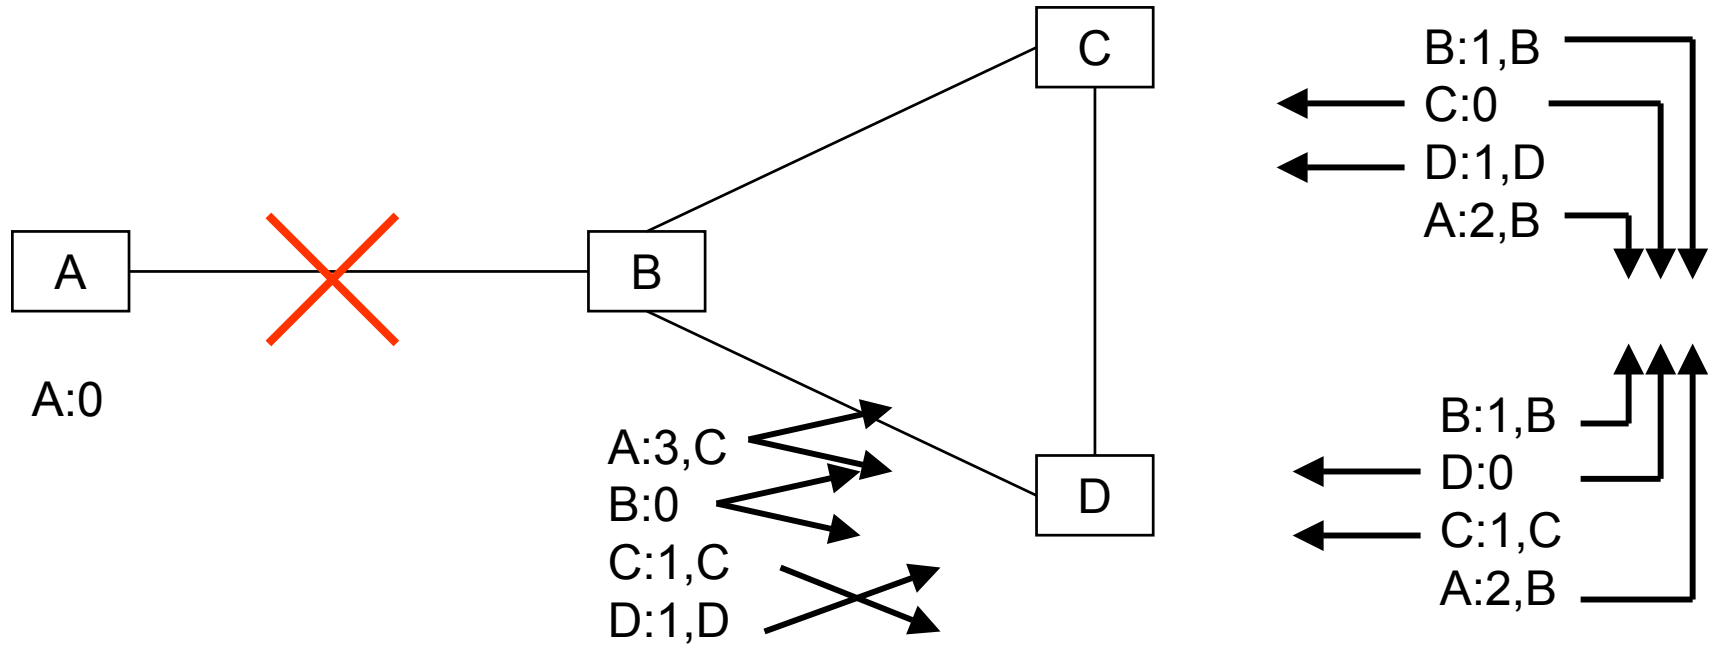 C
B:1,B
C:0
D:1,D
A:2,B
A
B
A:0
A:3,C
B:0
C:1,C
D:1,D
D
B:1,B
D:0
C:1,C
A:2,B